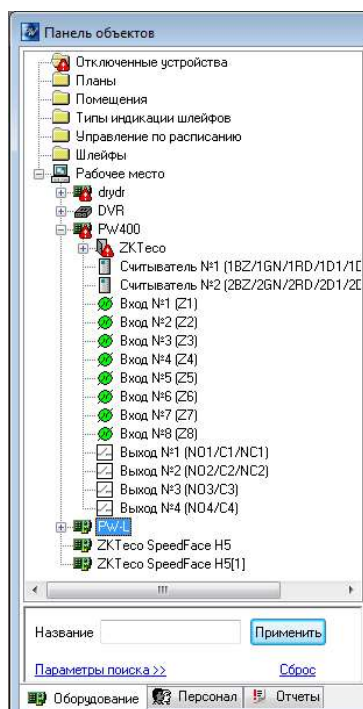 Панель объектов
Отключенные устройства
Планы
Помещения
Типы индикации шлейфов
Управление по расписанию
Шлейфы
Рабочее место
drydr
DVR
PW400
ZKTeco
Считыватель №1 (1BZ/1GN/1RD/1D1/1D
Считыватель №2 (2BZ/2GN/2RD/2D1/2D
Вход №1 (Z1)
Вход №2 (Z2)
Вход №3 (Z3)
Вход №4 (Z4)
Вход №5 (Z5)
Вход №6 (Z6)
Вход №7 (Z7)
Вход №8 (Z8)
Выход №1 (NO1/C1/NC1)
Выход №2 (NO2/C2/NC2)
Выход №3 (NO3/C3)
Выход №4 (NO4/C4)
PW-L
ZKTeco SpeedFace H5
ZKTeco SpeedFace H5[1]
Название Применить
Параметры поиска >> Сброс
Оборудование Персонал Отчеты